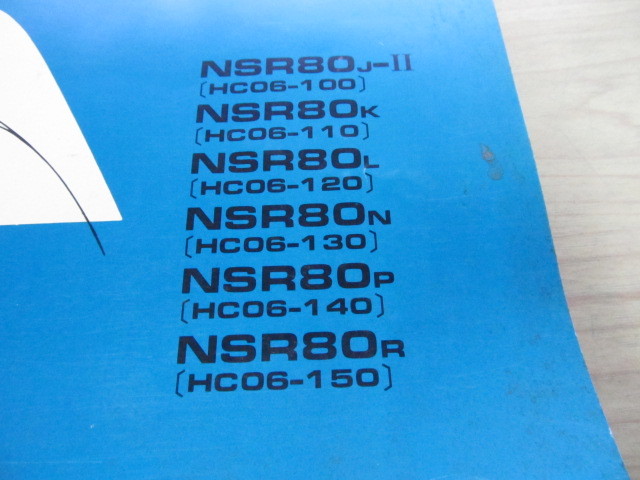 NSR80J-II
〔HC06-100〕
NSR80K
〔HC06-110〕
NSR80L
〔HC06-120〕
NSR80N
〔HC06-130〕
NSR80P
〔HC06-140〕
NSR80R
〔HC06-150〕